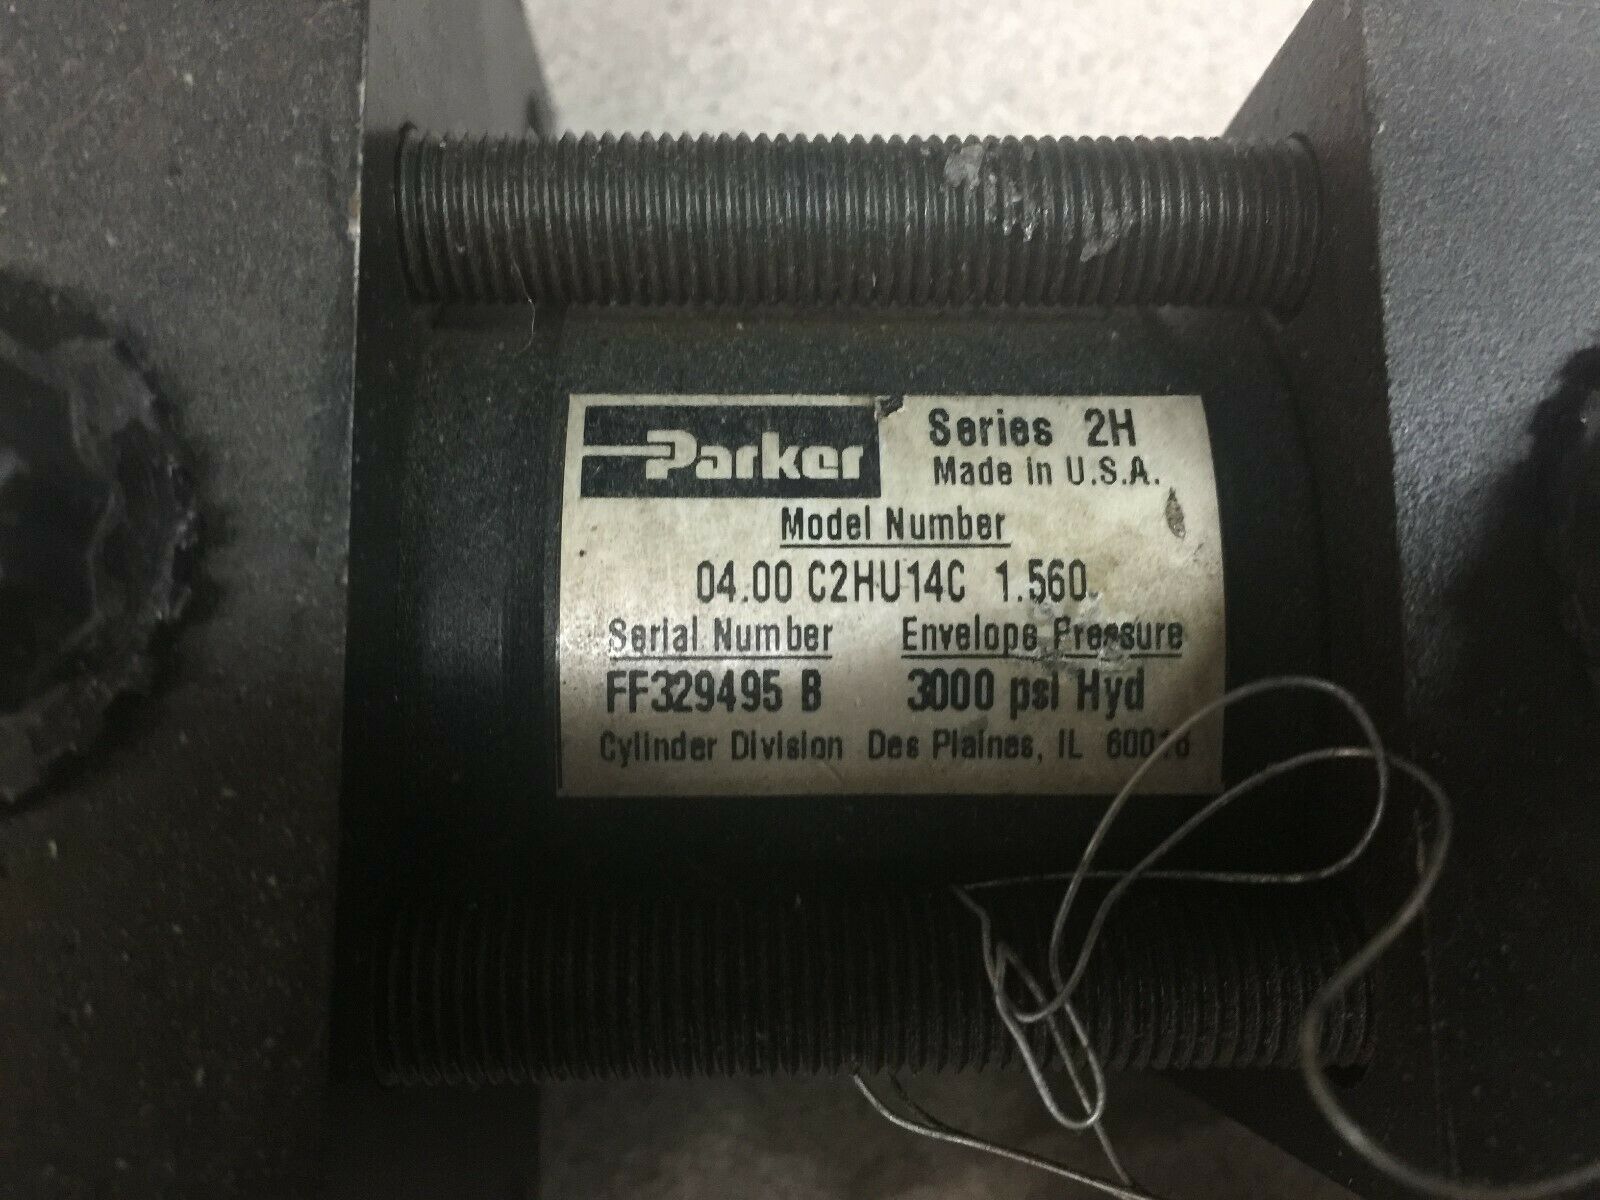 Parker
Series 2H
Made in U.S.A.
Model Number
04.00 C2HU14C 1.560
Serial Number Envelope Pressure
FF329495 B 3000 psi Hyd
Cylinder Division Des Plaines, IL